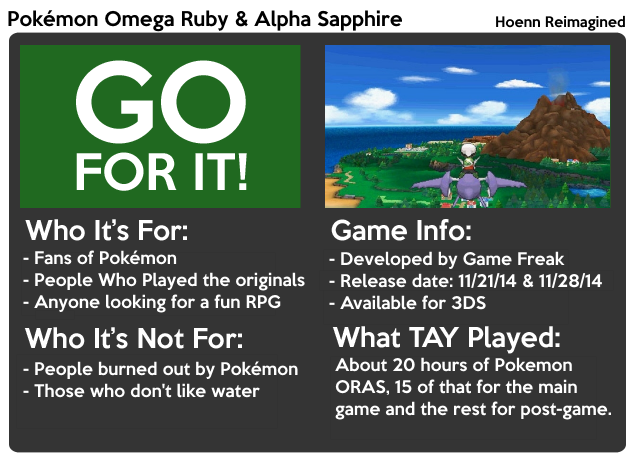 Pokémon Omega Ruby & Alpha Sapphire
Hoenn Reimagined
GO
FOR IT!
Who It's For:
- Fans of Pokémon
- People Who Played the originals
- Anyone looking for a fun RPG
Who It's Not For:
- People burned out by Pokémon
- Those who don't like water
Game Info:
- Developed by Game Freak
- Release date: 11/21/14 & 11/28/14
- Available for 3DS
What TAY Played:
About 20 hours of Pokemon
ORAS, 15 of that for the main
game and the rest for post-game.